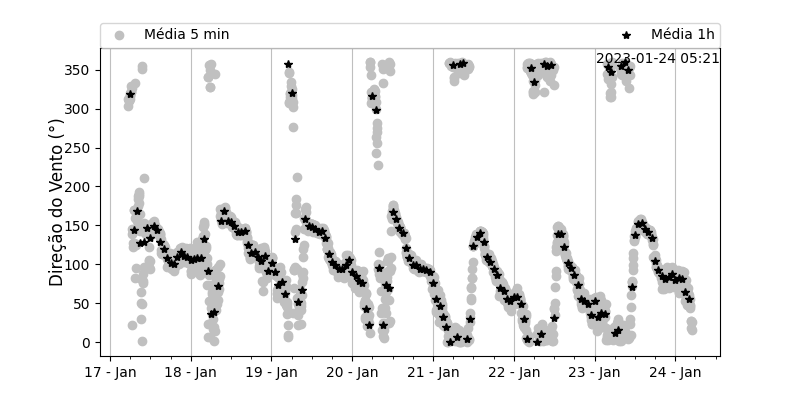 Média 5 min
Média 1h
2023-01-24 05:21
Direção do Vento (°)
350
300
250
200
150
100
50
0
17 - Jan
18 - Jan
19 - Jan
20 - Jan
21 - Jan
22 - Jan
23 - Jan
24 - Jan